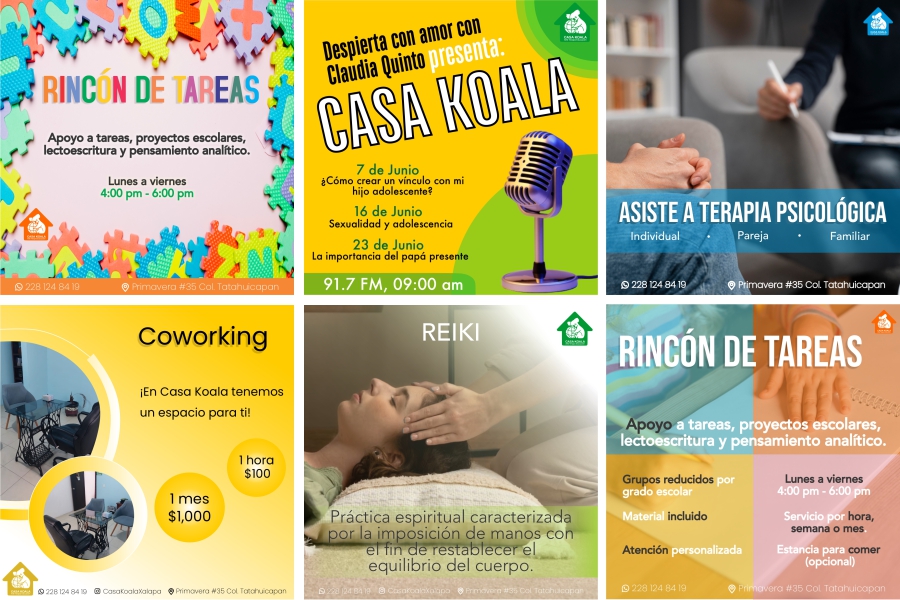 RINCÓN DE TAREAS
Apoyo a tareas, proyectos escolares,
lectoescritura y pensamiento analítico.
Lunes a viernes
4:00 pm - 6:00 pm
228 124 84 19
Primavera #35 Col. Tatahuicapan
Despierta con amor con
Claudia Quinto presenta:
CASA KOALA
7 de Junio
¿Cómo crear un vínculo con mi
hijo adolescente?
16 de Junio
Sexualidad y adolescencia
23 de Junio
La importancia del papá presente
91.7 FM, 09:00 am
CASA KOALA
ASISTE A TERAPIA PSICOLÓGICA
Individual • Pareja • Familiar
228 124 84 19
Primavera #35 Col. Tatahuicapan
Coworking
¡En Casa Koala tenemos
un espacio para ti!
1 hora
$100
1 mes
$1,000
228 124 84 19
CasaKoalaXalapa
Primavera #35 Col. Tatahuicapan
REIKI
CASA KOALA
Práctica espiritual caracterizada
por la imposición de manos con
el fin de restablecer el
equilibrio del cuerpo.
228 124 84 19
CasaKoalaXalapa
Primavera #35 Col. Tatahuicapan
RINCÓN DE TAREAS
Apoyo a tareas, proyectos escolares,
lectoescritura y pensamiento analítico.
Grupos reducidos por
grado escolar
Material incluido
Atención personalizada
Lunes a viernes
4:00 pm - 6:00 pm
Servicio por hora,
semana o mes.
Estancia para comer
(opcional)
228 124 84 19
Primavera #35 Col. Tatahuicapan